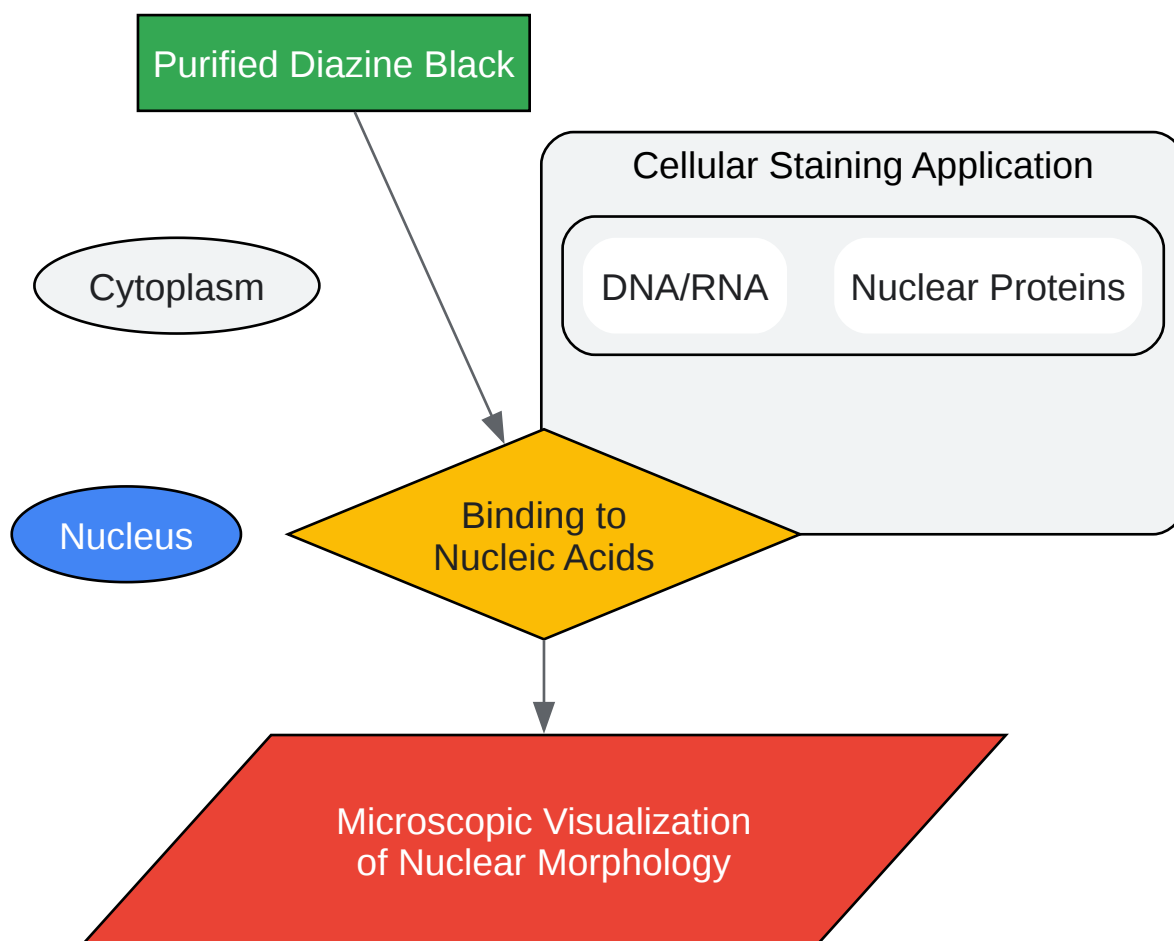 Purified Diazine Black
Cellular Staining Application
Cytoplasm
DNA/RNA
Nuclear Proteins
Nucleus
Binding to
Nucleic Acids
Microscopic Visualization
of Nuclear Morphology